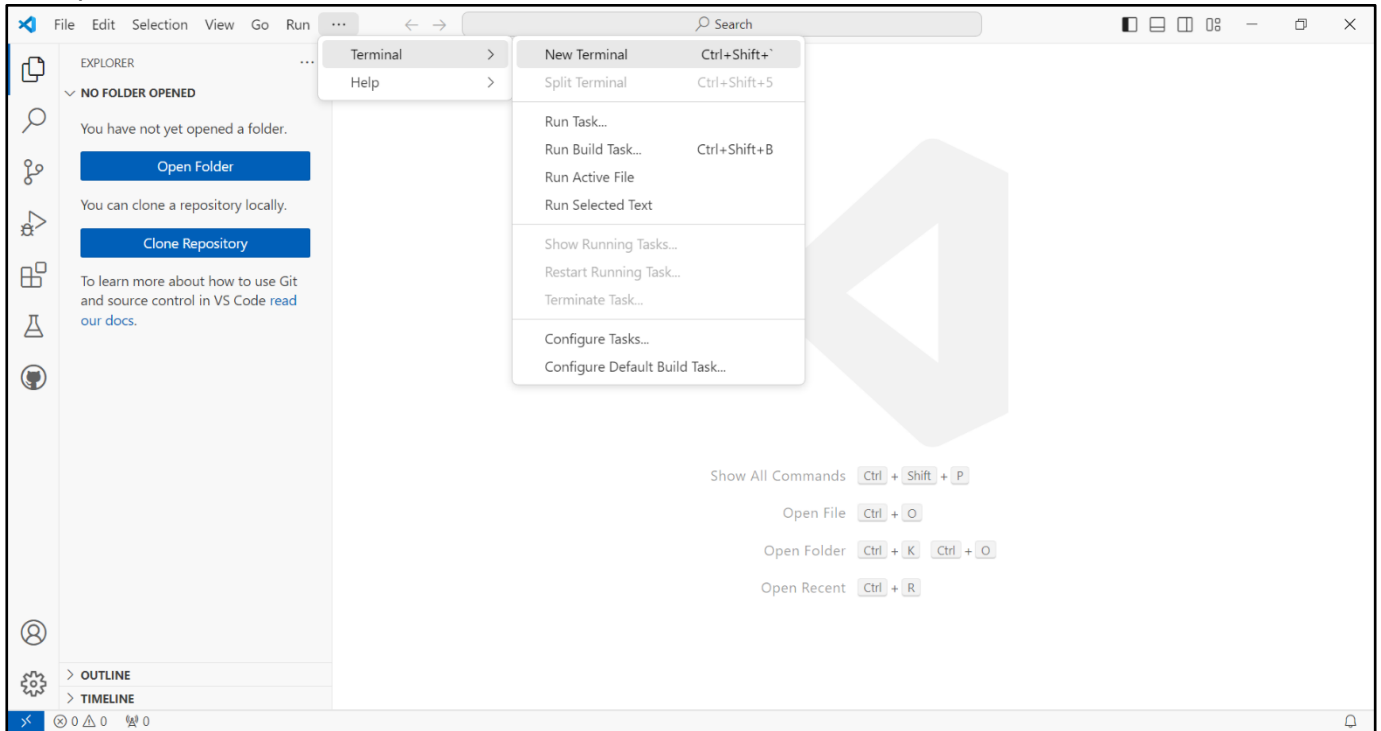 File Edit Selection View Go Run ··· Search
EXPLORER ···
Terminal
Help
New Terminal Ctrl+Shift+`
Split Terminal Ctrl+Shift+5
Run Task...
Run Build Task... Ctrl+Shift+B
Run Active File
Run Selected Text
Show Running Tasks...
Restart Running Task...
Terminate Task...
Configure Tasks...
Configure Default Build Task...
NO FOLDER OPENED
You have not yet opened a folder.
Open Folder
You can clone a repository locally.
Clone Repository
To learn more about how to use Git
and source control in VS Code read
our docs.
Show All Commands Ctrl + Shift + P
Open File Ctrl + O
Open Folder Ctrl + K Ctrl + O
Open Recent Ctrl + R
OUTLINE
TIMELINE
0 0 0